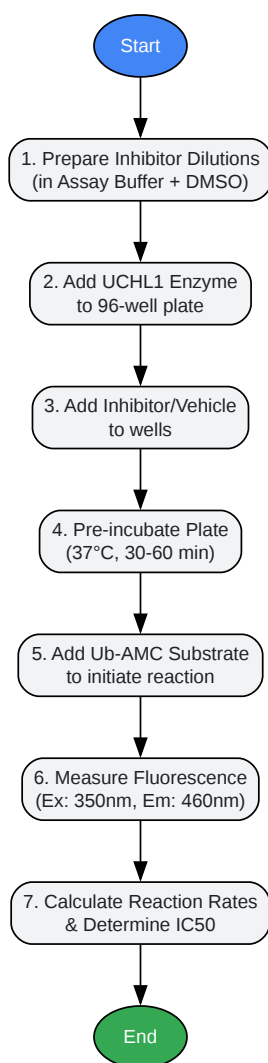 Start
1. Prepare Inhibitor Dilutions
(in Assay Buffer + DMSO)
2. Add UCHL1 Enzyme
to 96-well plate
3. Add Inhibitor/Vehicle
to wells
4. Pre-incubate Plate
(37°C, 30-60 min)
5. Add Ub-AMC Substrate
to initiate reaction
6. Measure Fluorescence
(Ex: 350nm, Em: 460nm)
7. Calculate Reaction Rates
& Determine IC50
End